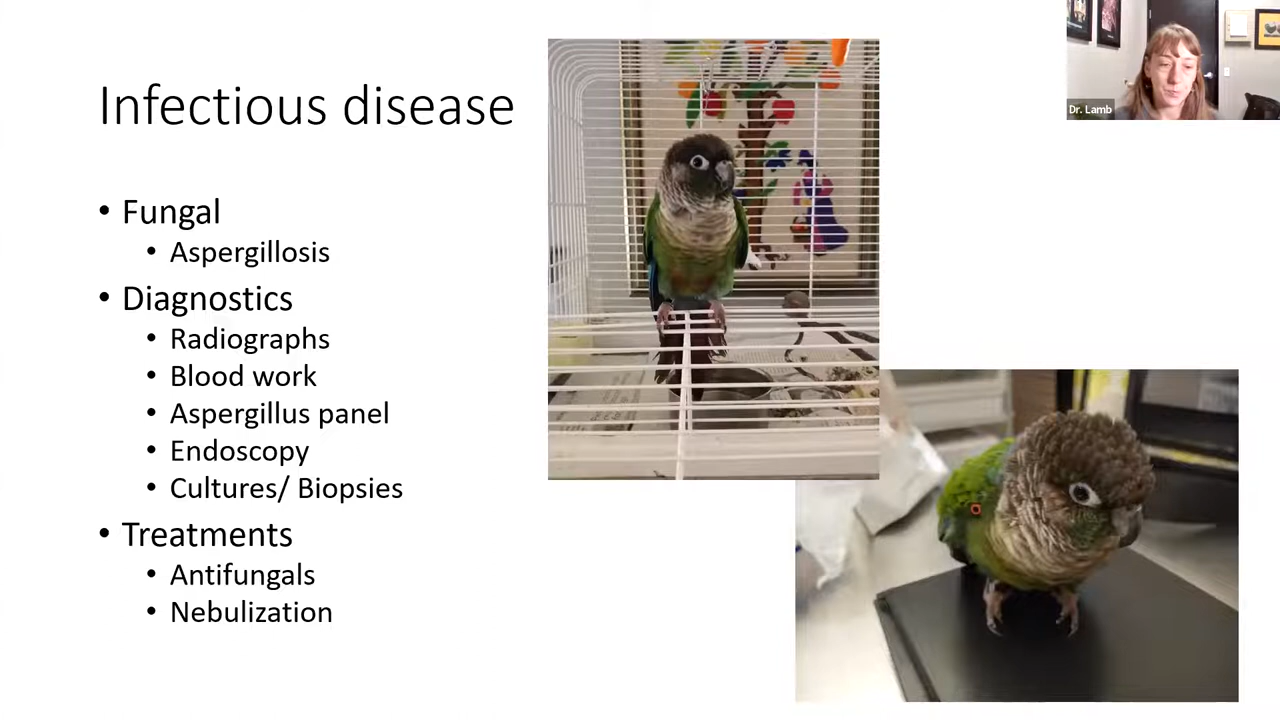 Infectious disease
• Fungal
• Aspergillosis
• Diagnostics
• Radiographs
• Blood work
• Aspergillus panel
• Endoscopy
• Cultures/ Biopsies
• Treatments
• Antifungals
• Nebulization
Dr. Lamb